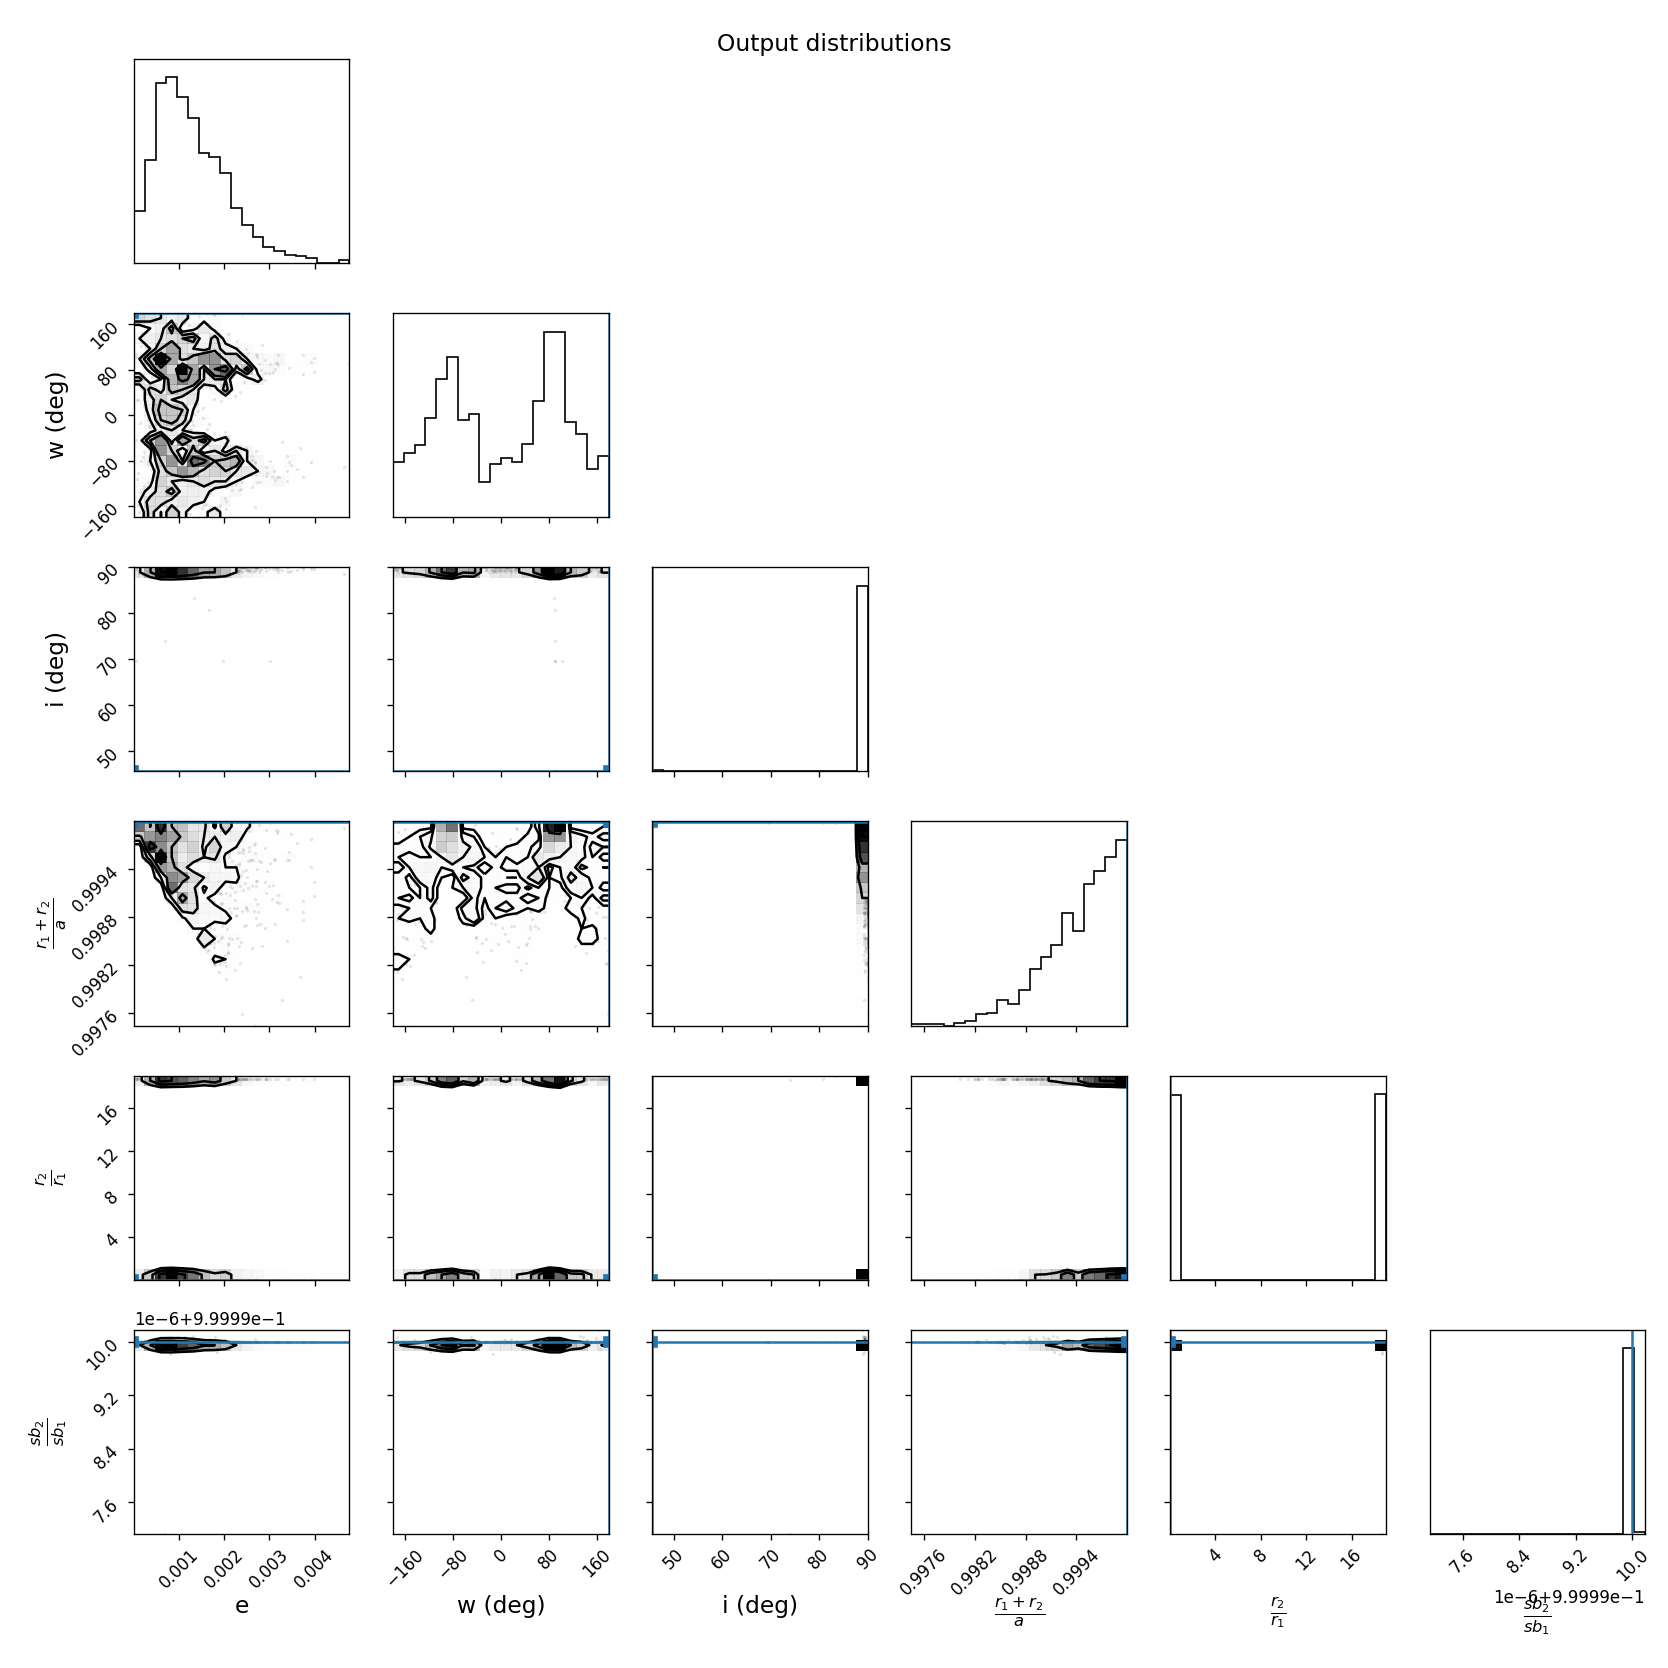 Output distributions
160
80
0
−80
−160
w (deg)
90
80
70
60
50
i (deg)
0.9994
0.9988
0.9982
0.9976
r₁ + r₂
a
16
12
8
4
r₂
r₁
1e−6+9.9999e−1
10.0
9.2
8.4
7.6
sb₂
sb₁
0.001 0.002 0.003 0.004
e
−160 −80 0 80 160
w (deg)
50 60 70 80 90
i (deg)
0.9976 0.9982 0.9988 0.9994
r₁ + r₂
a
4 8 12 16
r₂
r₁
7.6 8.4 9.2 10.0
1e−6+9.9999e−1
sb₂
sb₁